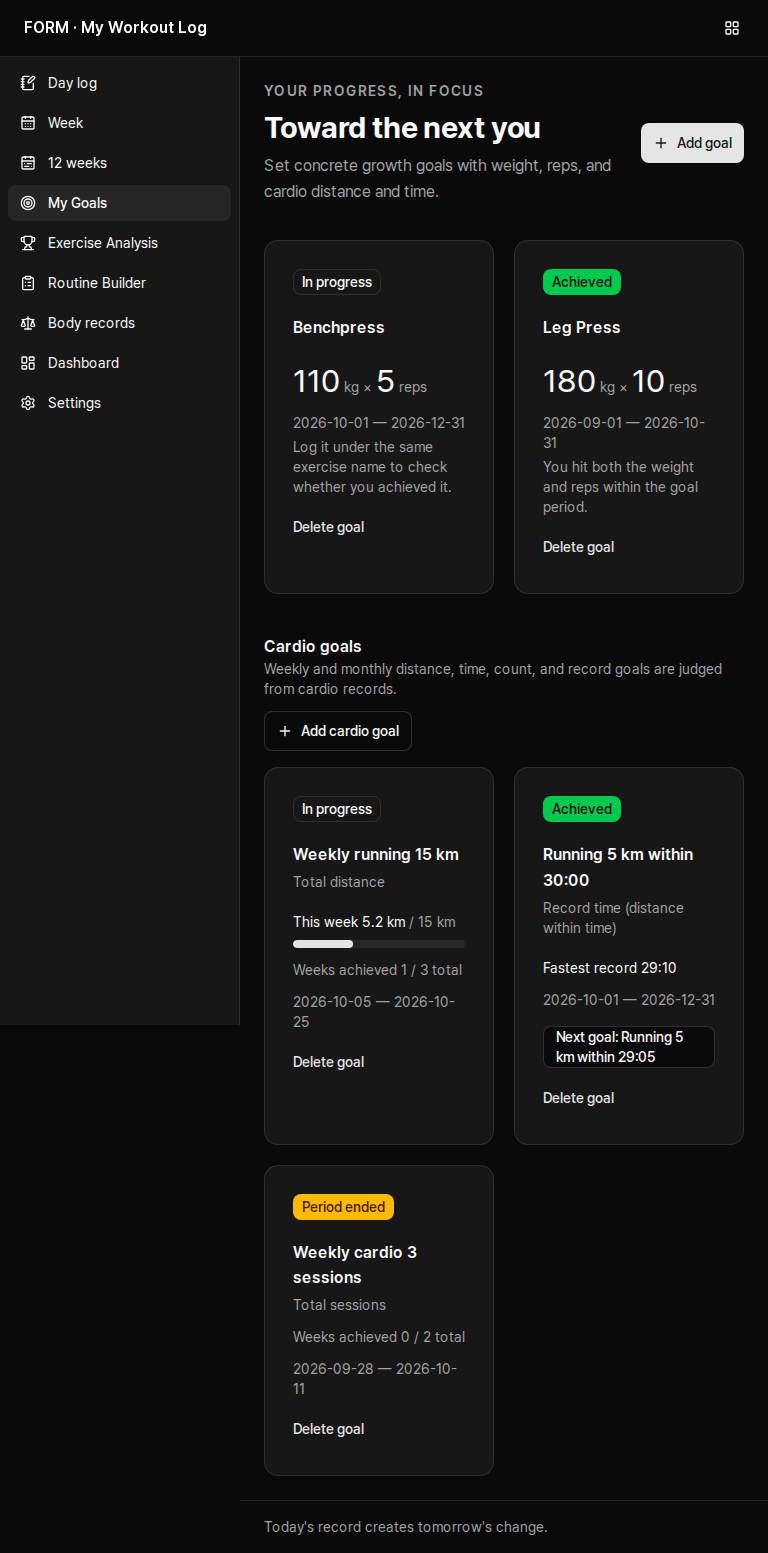 FORM · My Workout Log
Day log
Week
12 weeks
My Goals
Exercise Analysis
Routine Builder
Body records
Dashboard
Settings
YOUR PROGRESS, IN FOCUS
Toward the next you
Set concrete growth goals with weight, reps, and
cardio distance and time.
Add goal
In progress
Benchpress
110 kg × 5 reps
2026-10-01 — 2026-12-31
Log it under the same
exercise name to check
whether you achieved it.
Delete goal
Achieved
Leg Press
180 kg × 10 reps
2026-09-01 — 2026-10-
31
You hit both the weight
and reps within the goal
period.
Delete goal
Cardio goals
Weekly and monthly distance, time, count, and record goals are judged
from cardio records.
Add cardio goal
In progress
Weekly running 15 km
Total distance
This week 5.2 km / 15 km
Weeks achieved 1 / 3 total
2026-10-05 — 2026-10-
25
Delete goal
Achieved
Running 5 km within
30:00
Record time (distance
within time)
Fastest record 29:10
2026-10-01 — 2026-12-31
Next goal: Running 5
km within 29:05
Delete goal
Period ended
Weekly cardio 3
sessions
Total sessions
Weeks achieved 0 / 2 total
2026-09-28 — 2026-10-
11
Delete goal
Today's record creates tomorrow's change.